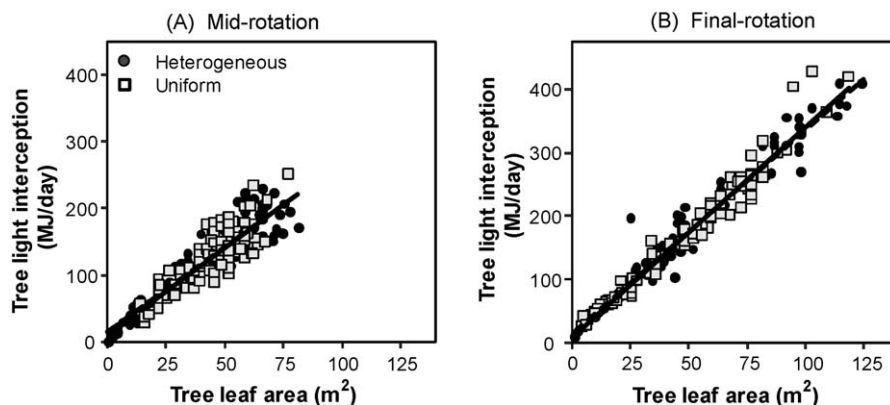 (A) Mid-rotation
Heterogeneous
Uniform
400
300
200
100
0
Tree light interception
(MJ/day)
0 25 50 75 100 125
Tree leaf area (m²)
(B) Final-rotation
400
300
200
100
0
Tree light interception
(MJ/day)
0 25 50 75 100 125
Tree leaf area (m²)